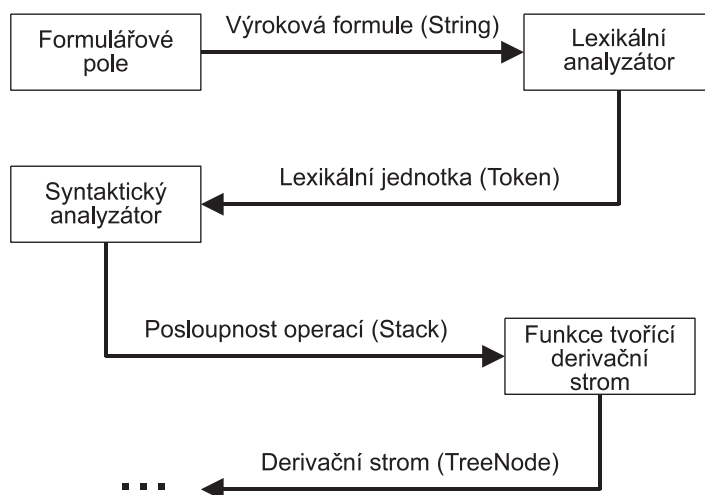 Formulářové
pole
Výroková formule (String)
Lexikální
analyzátor
Lexikální jednotka (Token)
Syntaktický
analyzátor
Posloupnost operací (Stack)
Funkce tvořící
derivační
strom
Derivační strom (TreeNode)
...